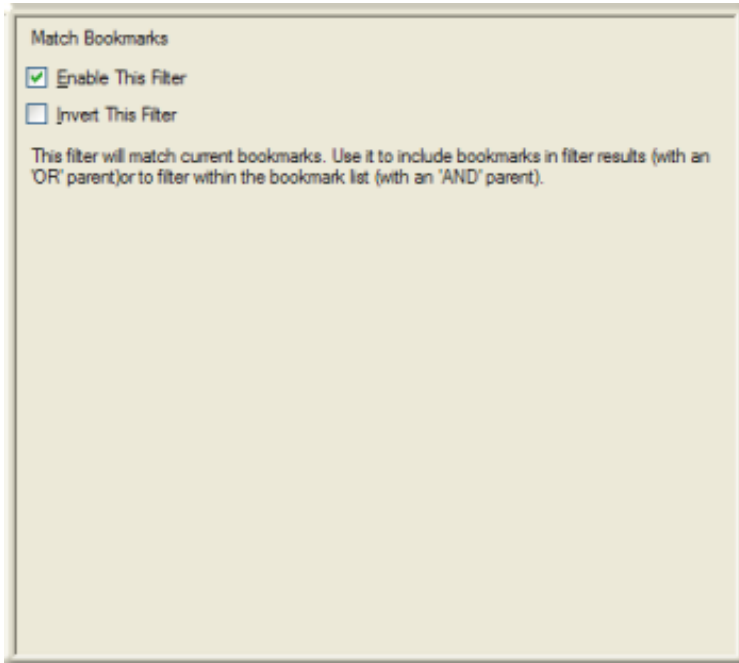 Match Bookmarks
Enable This Filter
Invert This Filter
This filter will match current bookmarks. Use it to include bookmarks in filter results (with an
'OR' parent)or to filter within the bookmark list (with an 'AND' parent).